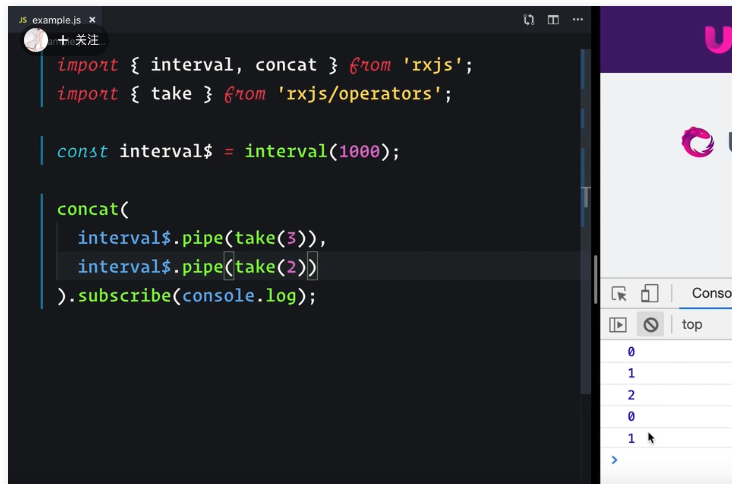 JS example.js ×
+ 关注
import { interval, concat } from 'rxjs';
import { take } from 'rxjs/operators';
const interval$ = interval(1000);
concat(
interval$.pipe(take(3)),
interval$.pipe(take(2))
).subscribe(console.log);
Conso
top
0
1
2
0
1